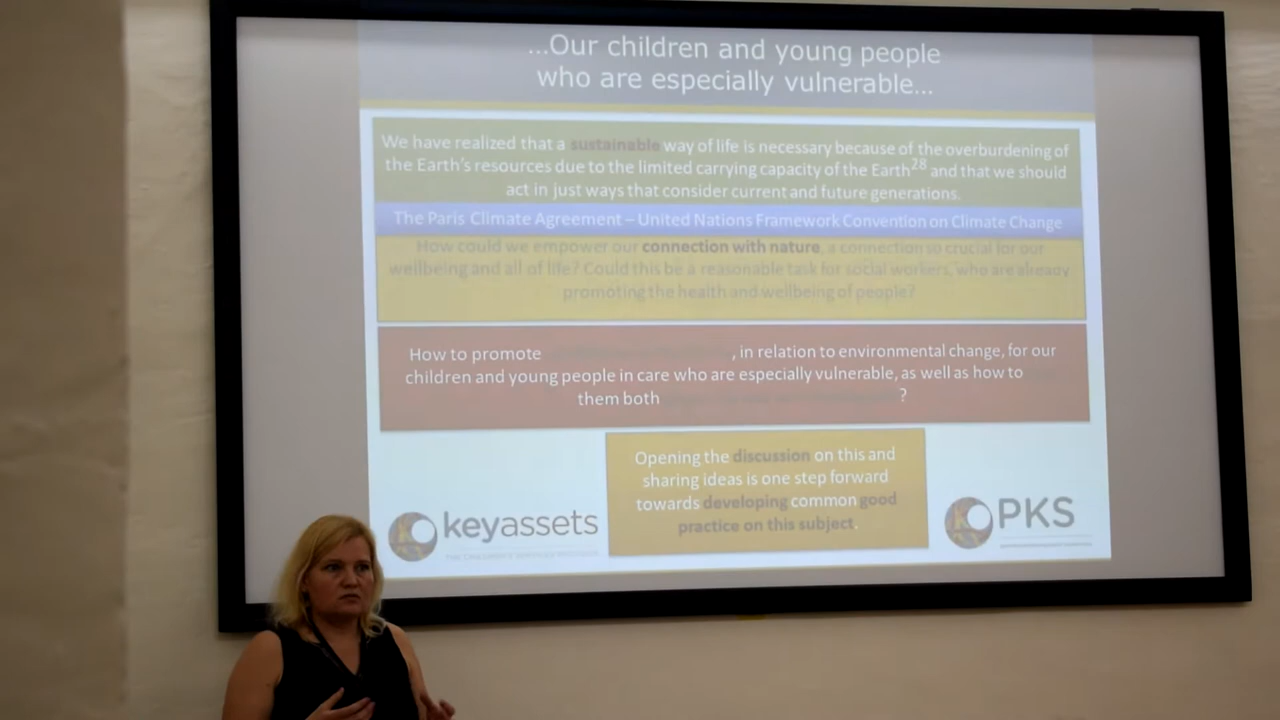 ...Our children and young people
who are especially vulnerable...
We have realized that a sustainable way of life is necessary because of the overburdening of
the Earth's resources due to the limited carrying capacity of the Earth28 and that we should
act in just ways that consider current and future generations.
The Paris Climate Agreement – United Nations Framework Convention on Climate Change
How could we empower our connection with nature, a connection so crucial for our
wellbeing and all of life? Could this be a reasonable task for social workers, who are already
promoting the health and wellbeing of people?
How to promote , in relation to environmental change, for our
children and young people in care who are especially vulnerable, as well as how to
them both ?
Opening the discussion on this and
sharing ideas is one step forward
towards developing common good
practice on this subject.
keyassets
PKS